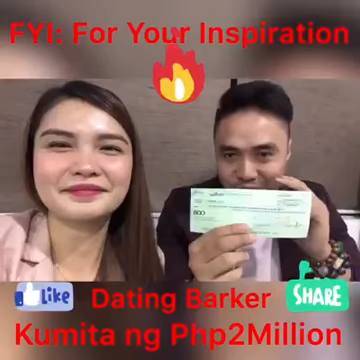 FYI: For Your Inspiration
Like
SHARE
Dating Barker
Kumita ng Php2Million